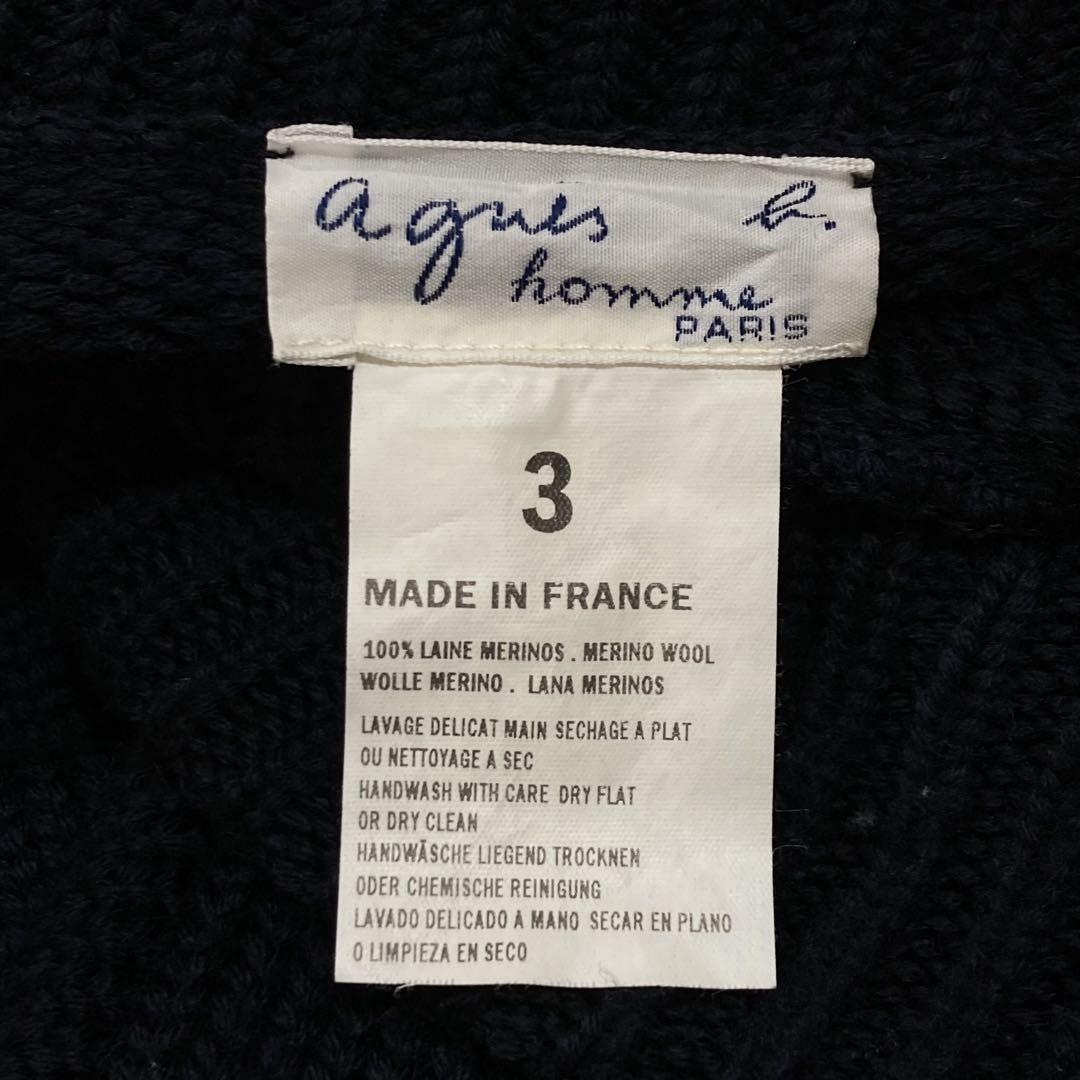 agnès b.
homme
PARIS
3
MADE IN FRANCE
100% LAINE MERINOS . MERINO WOOL
WOLLE MERINO . LANA MERINOS
LAVAGE DELICAT MAIN SECHAGE A PLAT
OU NETTOYAGE A SEC
HANDWASH WITH CARE DRY FLAT
OR DRY CLEAN
HANDWÄSCHE LIEGEND TROCKNEN
ODER CHEMISCHE REINIGUNG
LAVADO DELICADO A MANO SECAR EN PLANO
O LIMPIEZA EN SECO